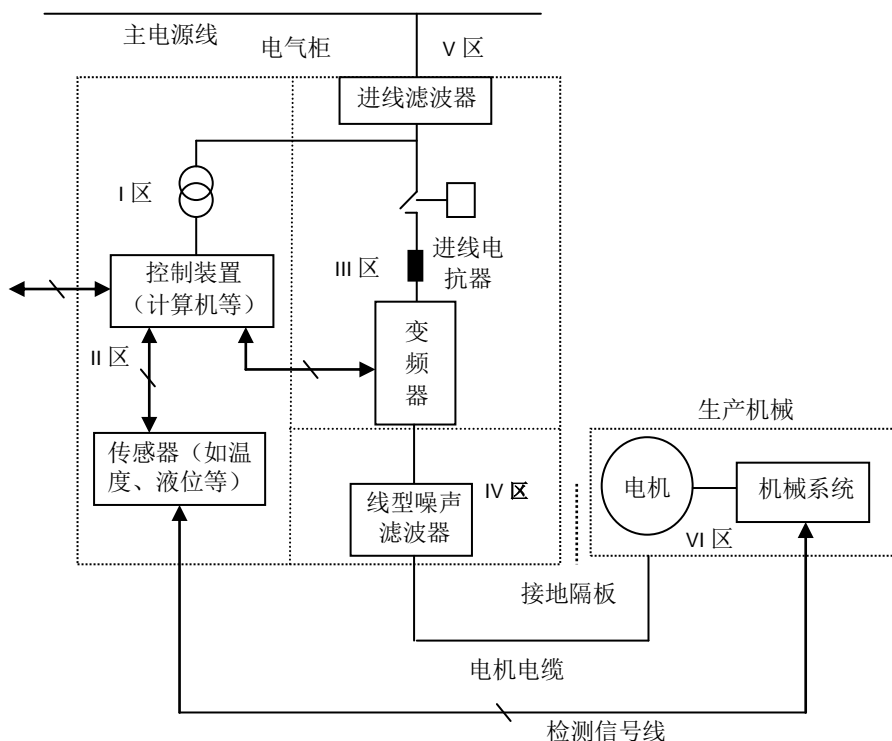 主电源线
电气柜
V 区
进线滤波器
I 区
进线电
抗器
III 区
控制装置
（计算机等）
变
频
器
II 区
生产机械
传感器（如温
度、液位等）
IV 区
线型噪声
滤波器
电机
机械系统
VI 区
接地隔板
电机电缆
检测信号线